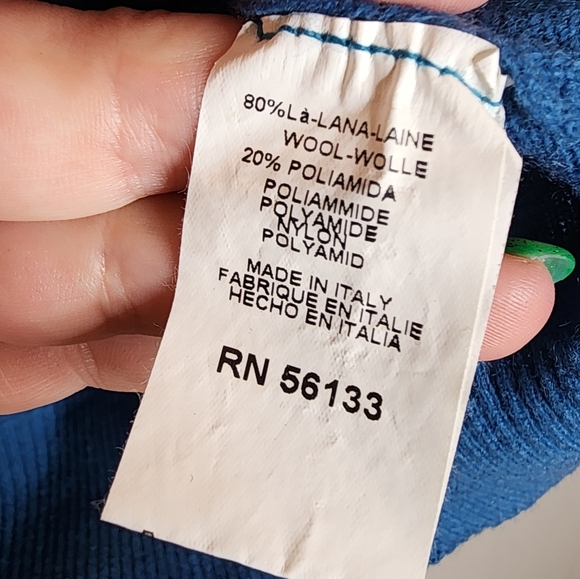 80%Là-LANA-LAINE
WOOL-WOLLE
20% POLIAMIDA
POLIAMMIDE
POLYAMIDE
NYLON
POLYAMID
MADE IN ITALY
FABRIQUE EN ITALIE
HECHO EN ITALIA
RN 56133